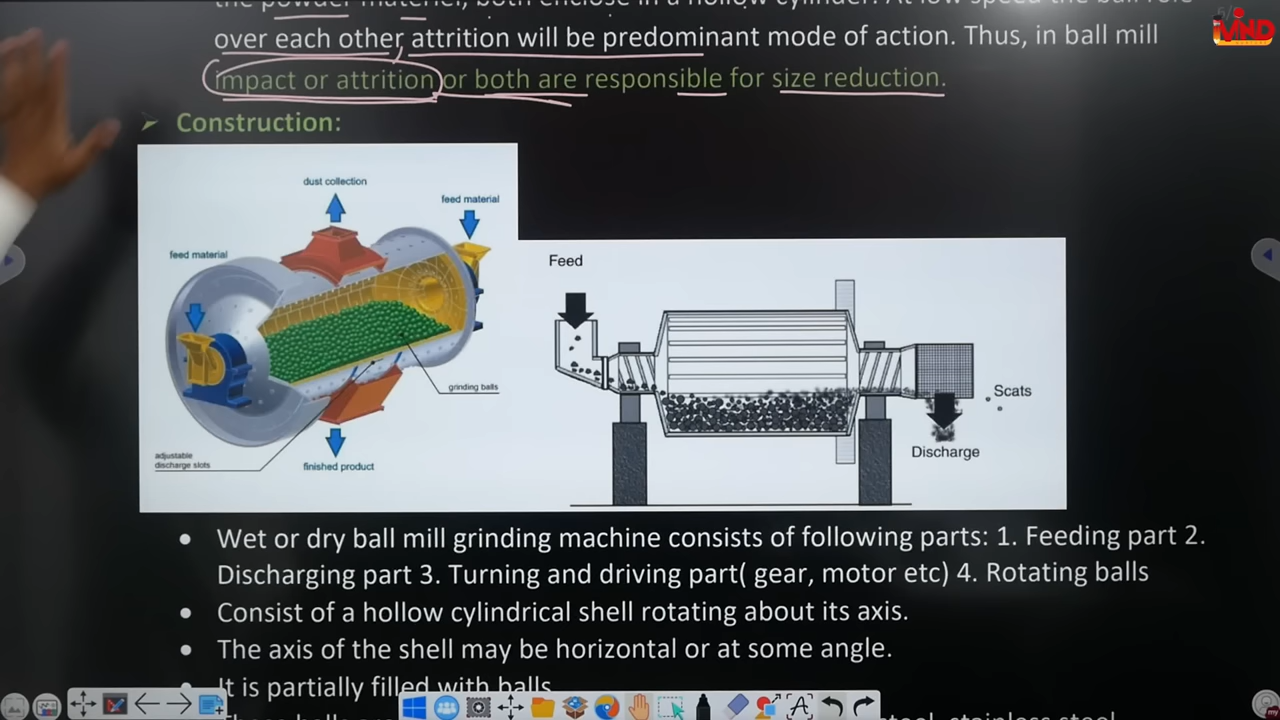 over each other, attrition will be predominant mode of action. Thus, in ball mill
impact or attrition or both are responsible for size reduction.
Construction:
dust collection
feed material
feed material
grinding balls
adjustable
discharge slots
finished product
Feed
Scats
Discharge
Wet or dry ball mill grinding machine consists of following parts: 1. Feeding part 2.
Discharging part 3. Turning and driving part( gear, motor etc) 4. Rotating balls
Consist of a hollow cylindrical shell rotating about its axis.
The axis of the shell may be horizontal or at some angle.
It is partially filled with balls